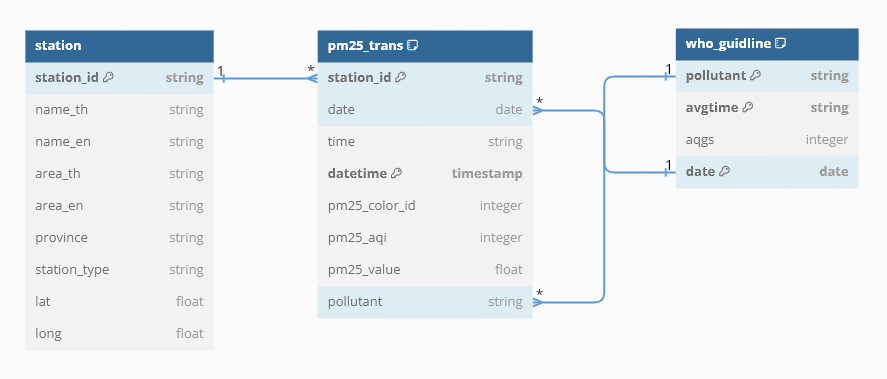 station
station_id string
name_th string
name_en string
area_th string
area_en string
province string
station_type string
lat float
long float
1
*
pm25_trans
station_id string
date date
time string
datetime timestamp
pm25_color_id integer
pm25_aqi integer
pm25_value float
pollutant string
*
*
1
1
who_guidline
pollutant string
avgtime string
aqgs integer
date date